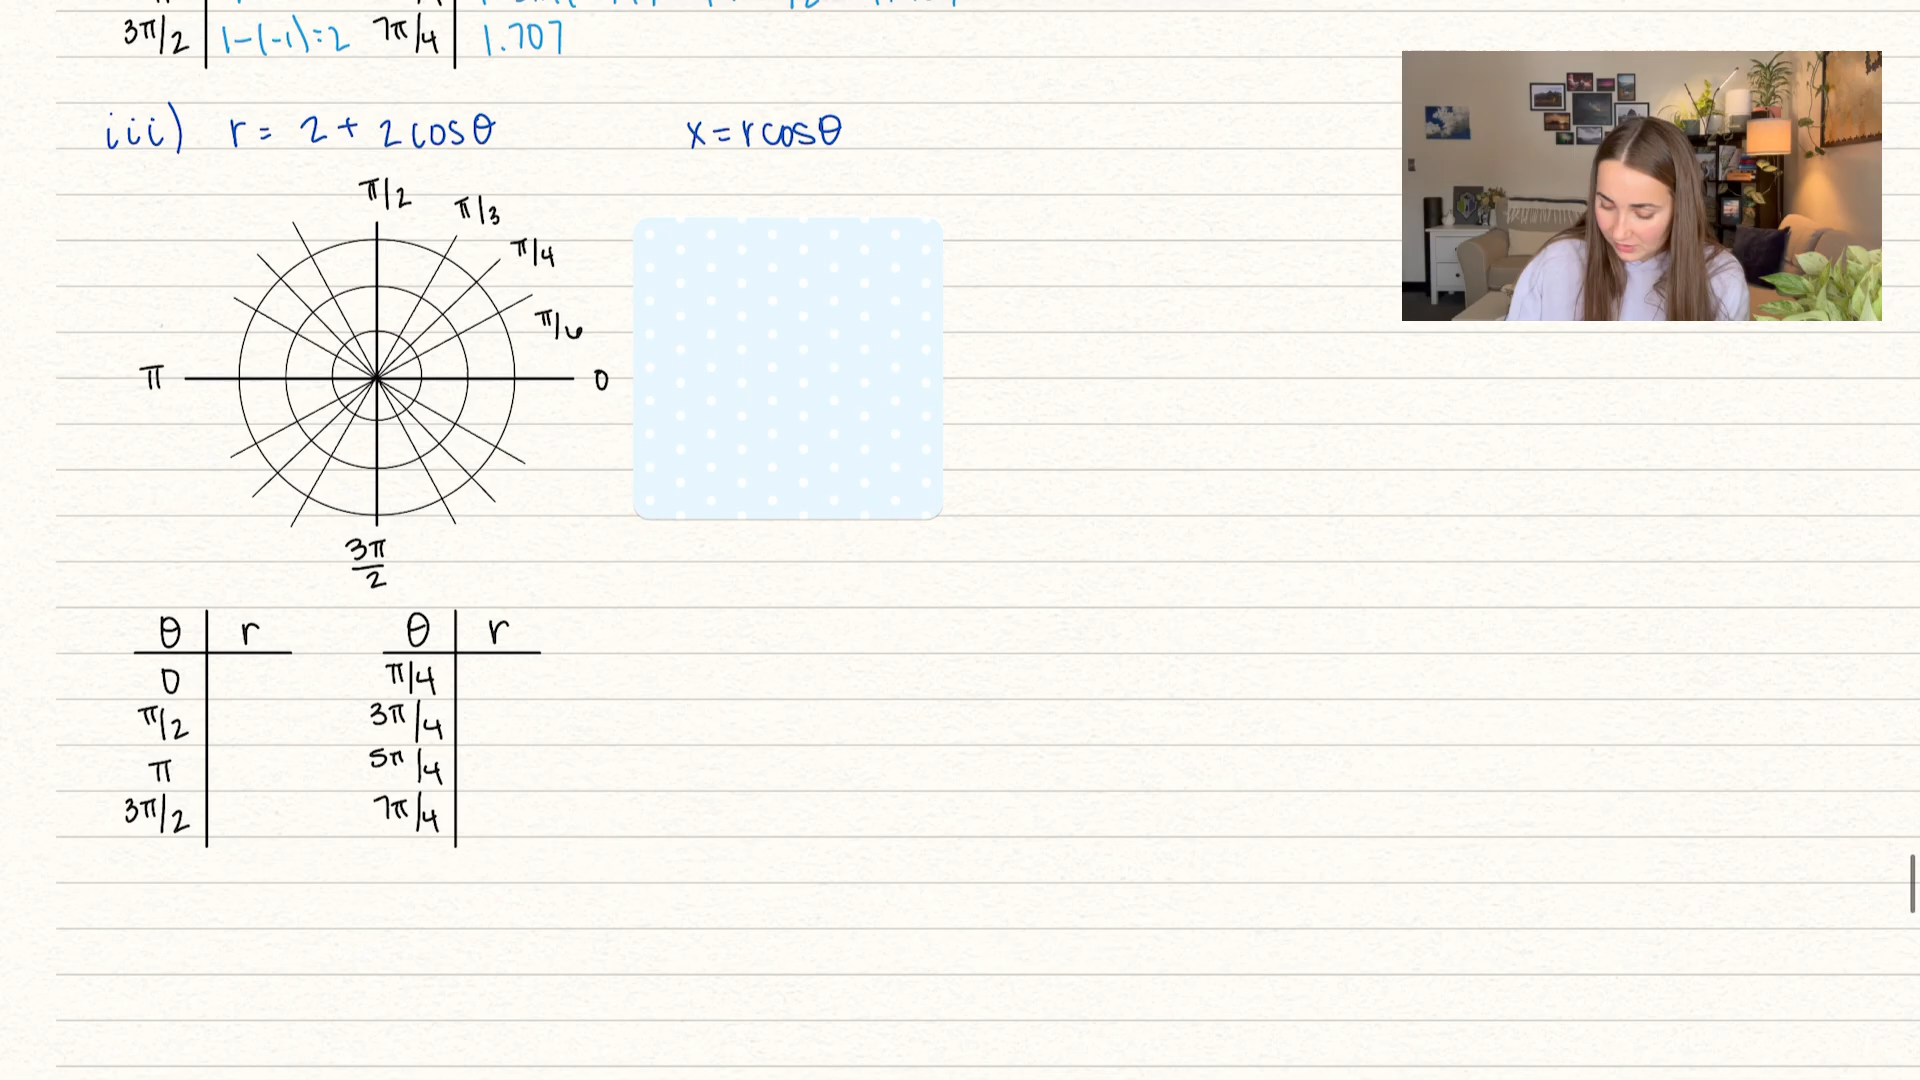 3π/2 1-(-1)=2 7π/4 1.707
iii) r = 2 + 2cosθ x = rcosθ
π/2
π/3
π/4
π/6
π 0
3π/2
θ r θ r
0 π/4
π/2 3π/4
π 5π/4
3π/2 7π/4